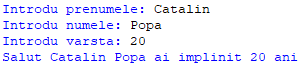 Introdu prenumele: Catalin
Introdu numele: Popa
Introdu varsta: 20
Salut Catalin Popa ai implinit 20 ani